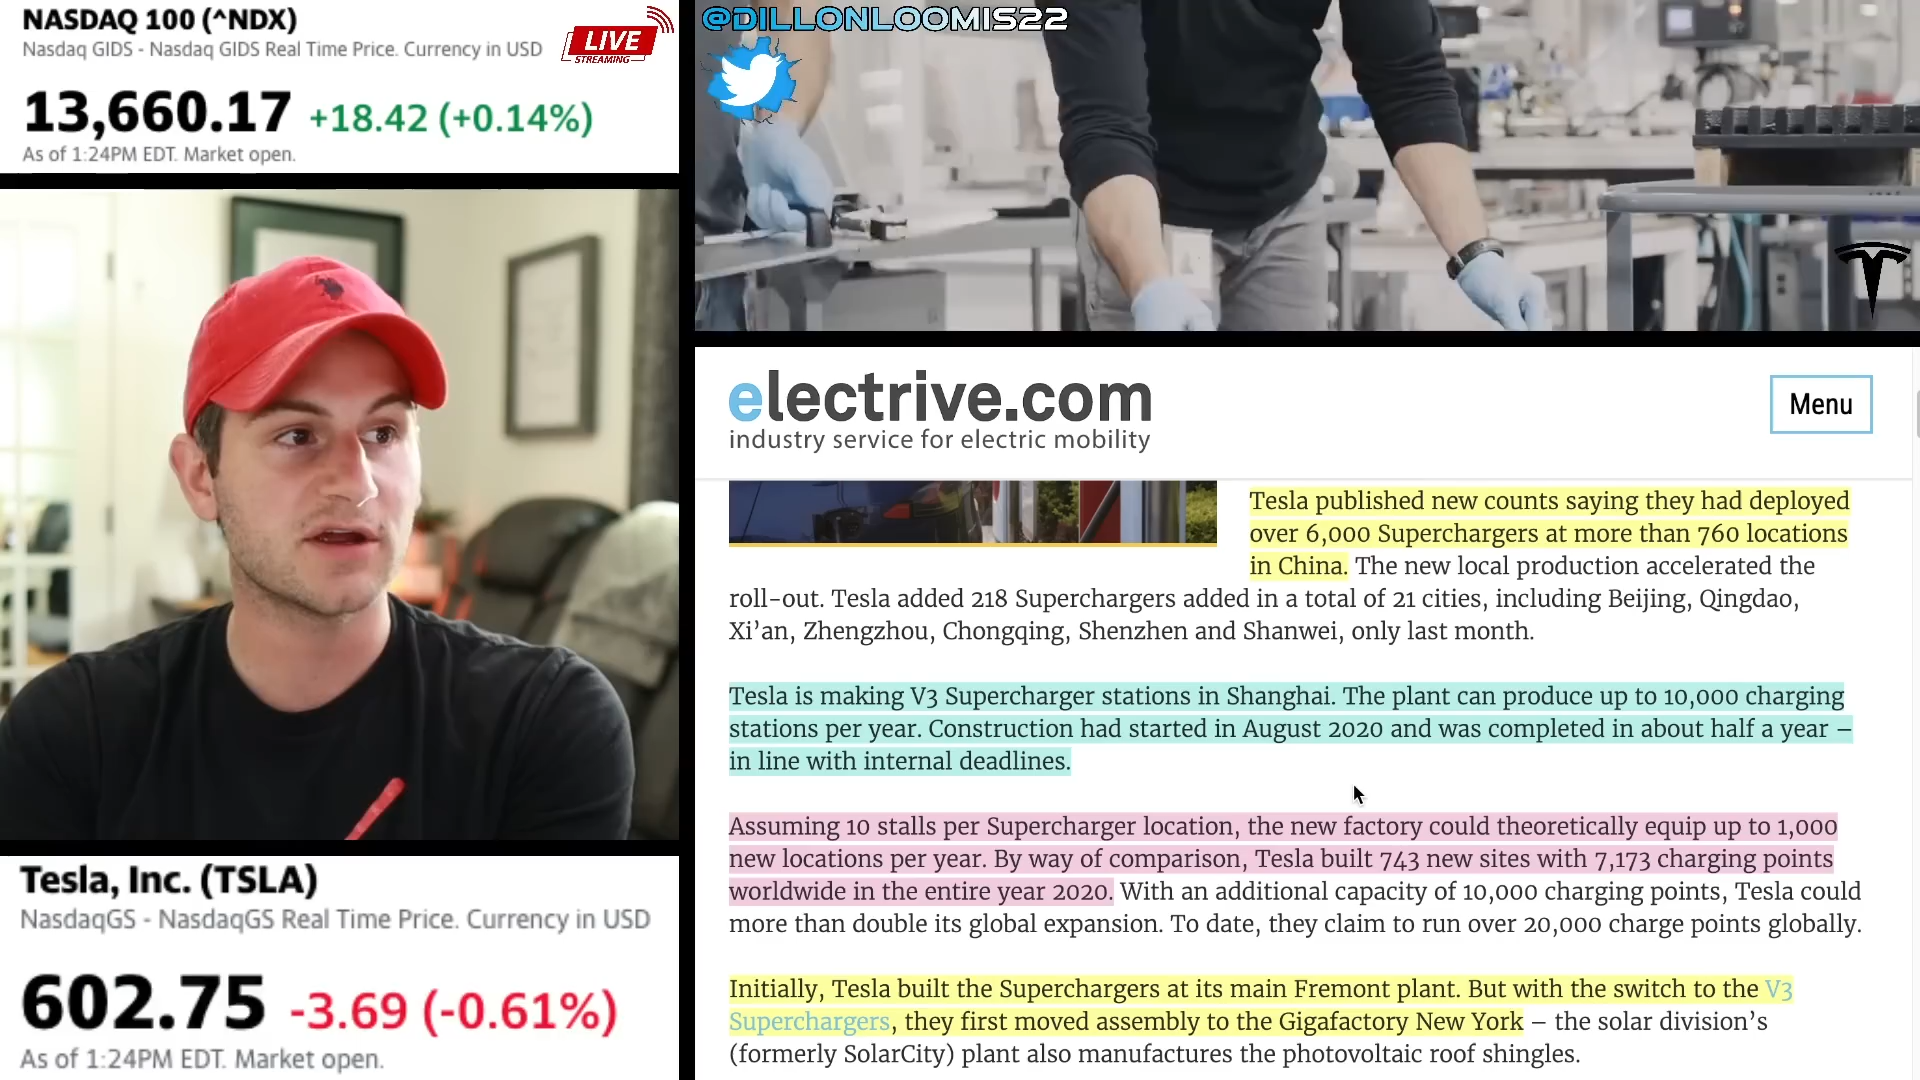 NASDAQ 100 (^NDX)
Nasdaq GIDS - Nasdaq GIDS Real Time Price. Currency in USD
LIVE
STREAMING
13,660.17 +18.42 (+0.14%)
As of 1:24PM EDT. Market open.
Tesla, Inc. (TSLA)
NasdaqGS - NasdaqGS Real Time Price. Currency in USD
602.75 -3.69 (-0.61%)
As of 1:24PM EDT. Market open.
@DILLONLOOMIS22
electrive.com
industry service for electric mobility
Menu
Tesla published new counts saying they had deployed
over 6,000 Superchargers at more than 760 locations
in China. The new local production accelerated the
roll-out. Tesla added 218 Superchargers added in a total of 21 cities, including Beijing, Qingdao,
Xi’an, Zhengzhou, Chongqing, Shenzhen and Shanwei, only last month.
Tesla is making V3 Supercharger stations in Shanghai. The plant can produce up to 10,000 charging
stations per year. Construction had started in August 2020 and was completed in about half a year –
in line with internal deadlines.
Assuming 10 stalls per Supercharger location, the new factory could theoretically equip up to 1,000
new locations per year. By way of comparison, Tesla built 743 new sites with 7,173 charging points
worldwide in the entire year 2020. With an additional capacity of 10,000 charging points, Tesla could
more than double its global expansion. To date, they claim to run over 20,000 charge points globally.
Initially, Tesla built the Superchargers at its main Fremont plant. But with the switch to the V3
Superchargers, they first moved assembly to the Gigafactory New York – the solar division’s
(formerly SolarCity) plant also manufactures the photovoltaic roof shingles.